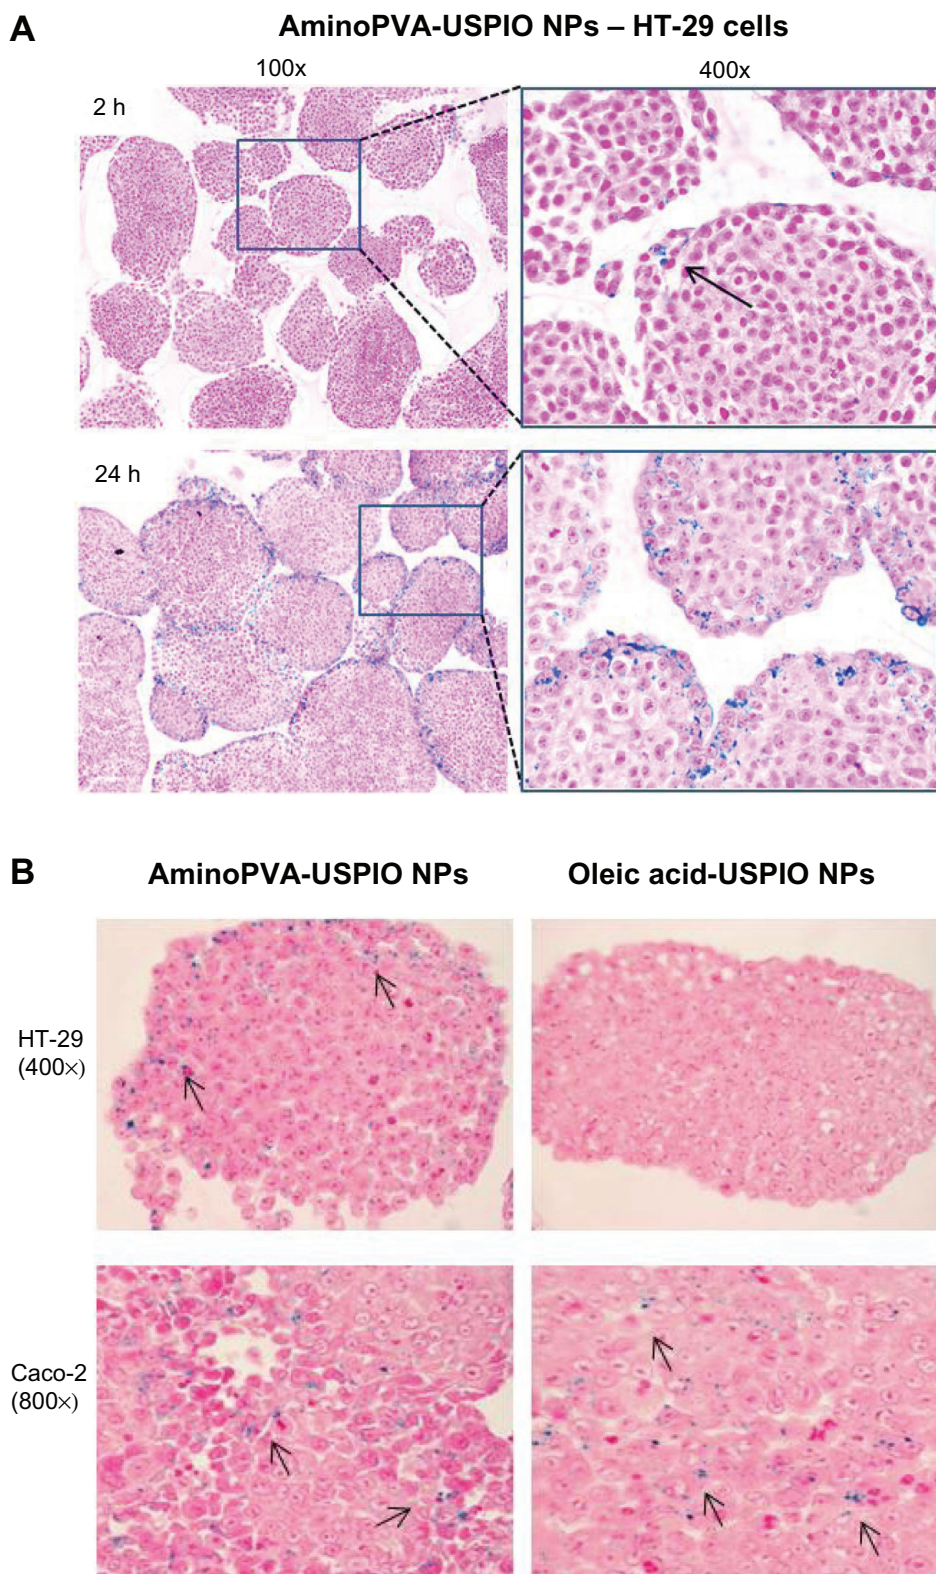 A
AminoPVA-USPIO NPs – HT-29 cells
100x
400x
2 h
24 h
B
AminoPVA-USPIO NPs
Oleic acid-USPIO NPs
HT-29
(400×)
Caco-2
(800×)